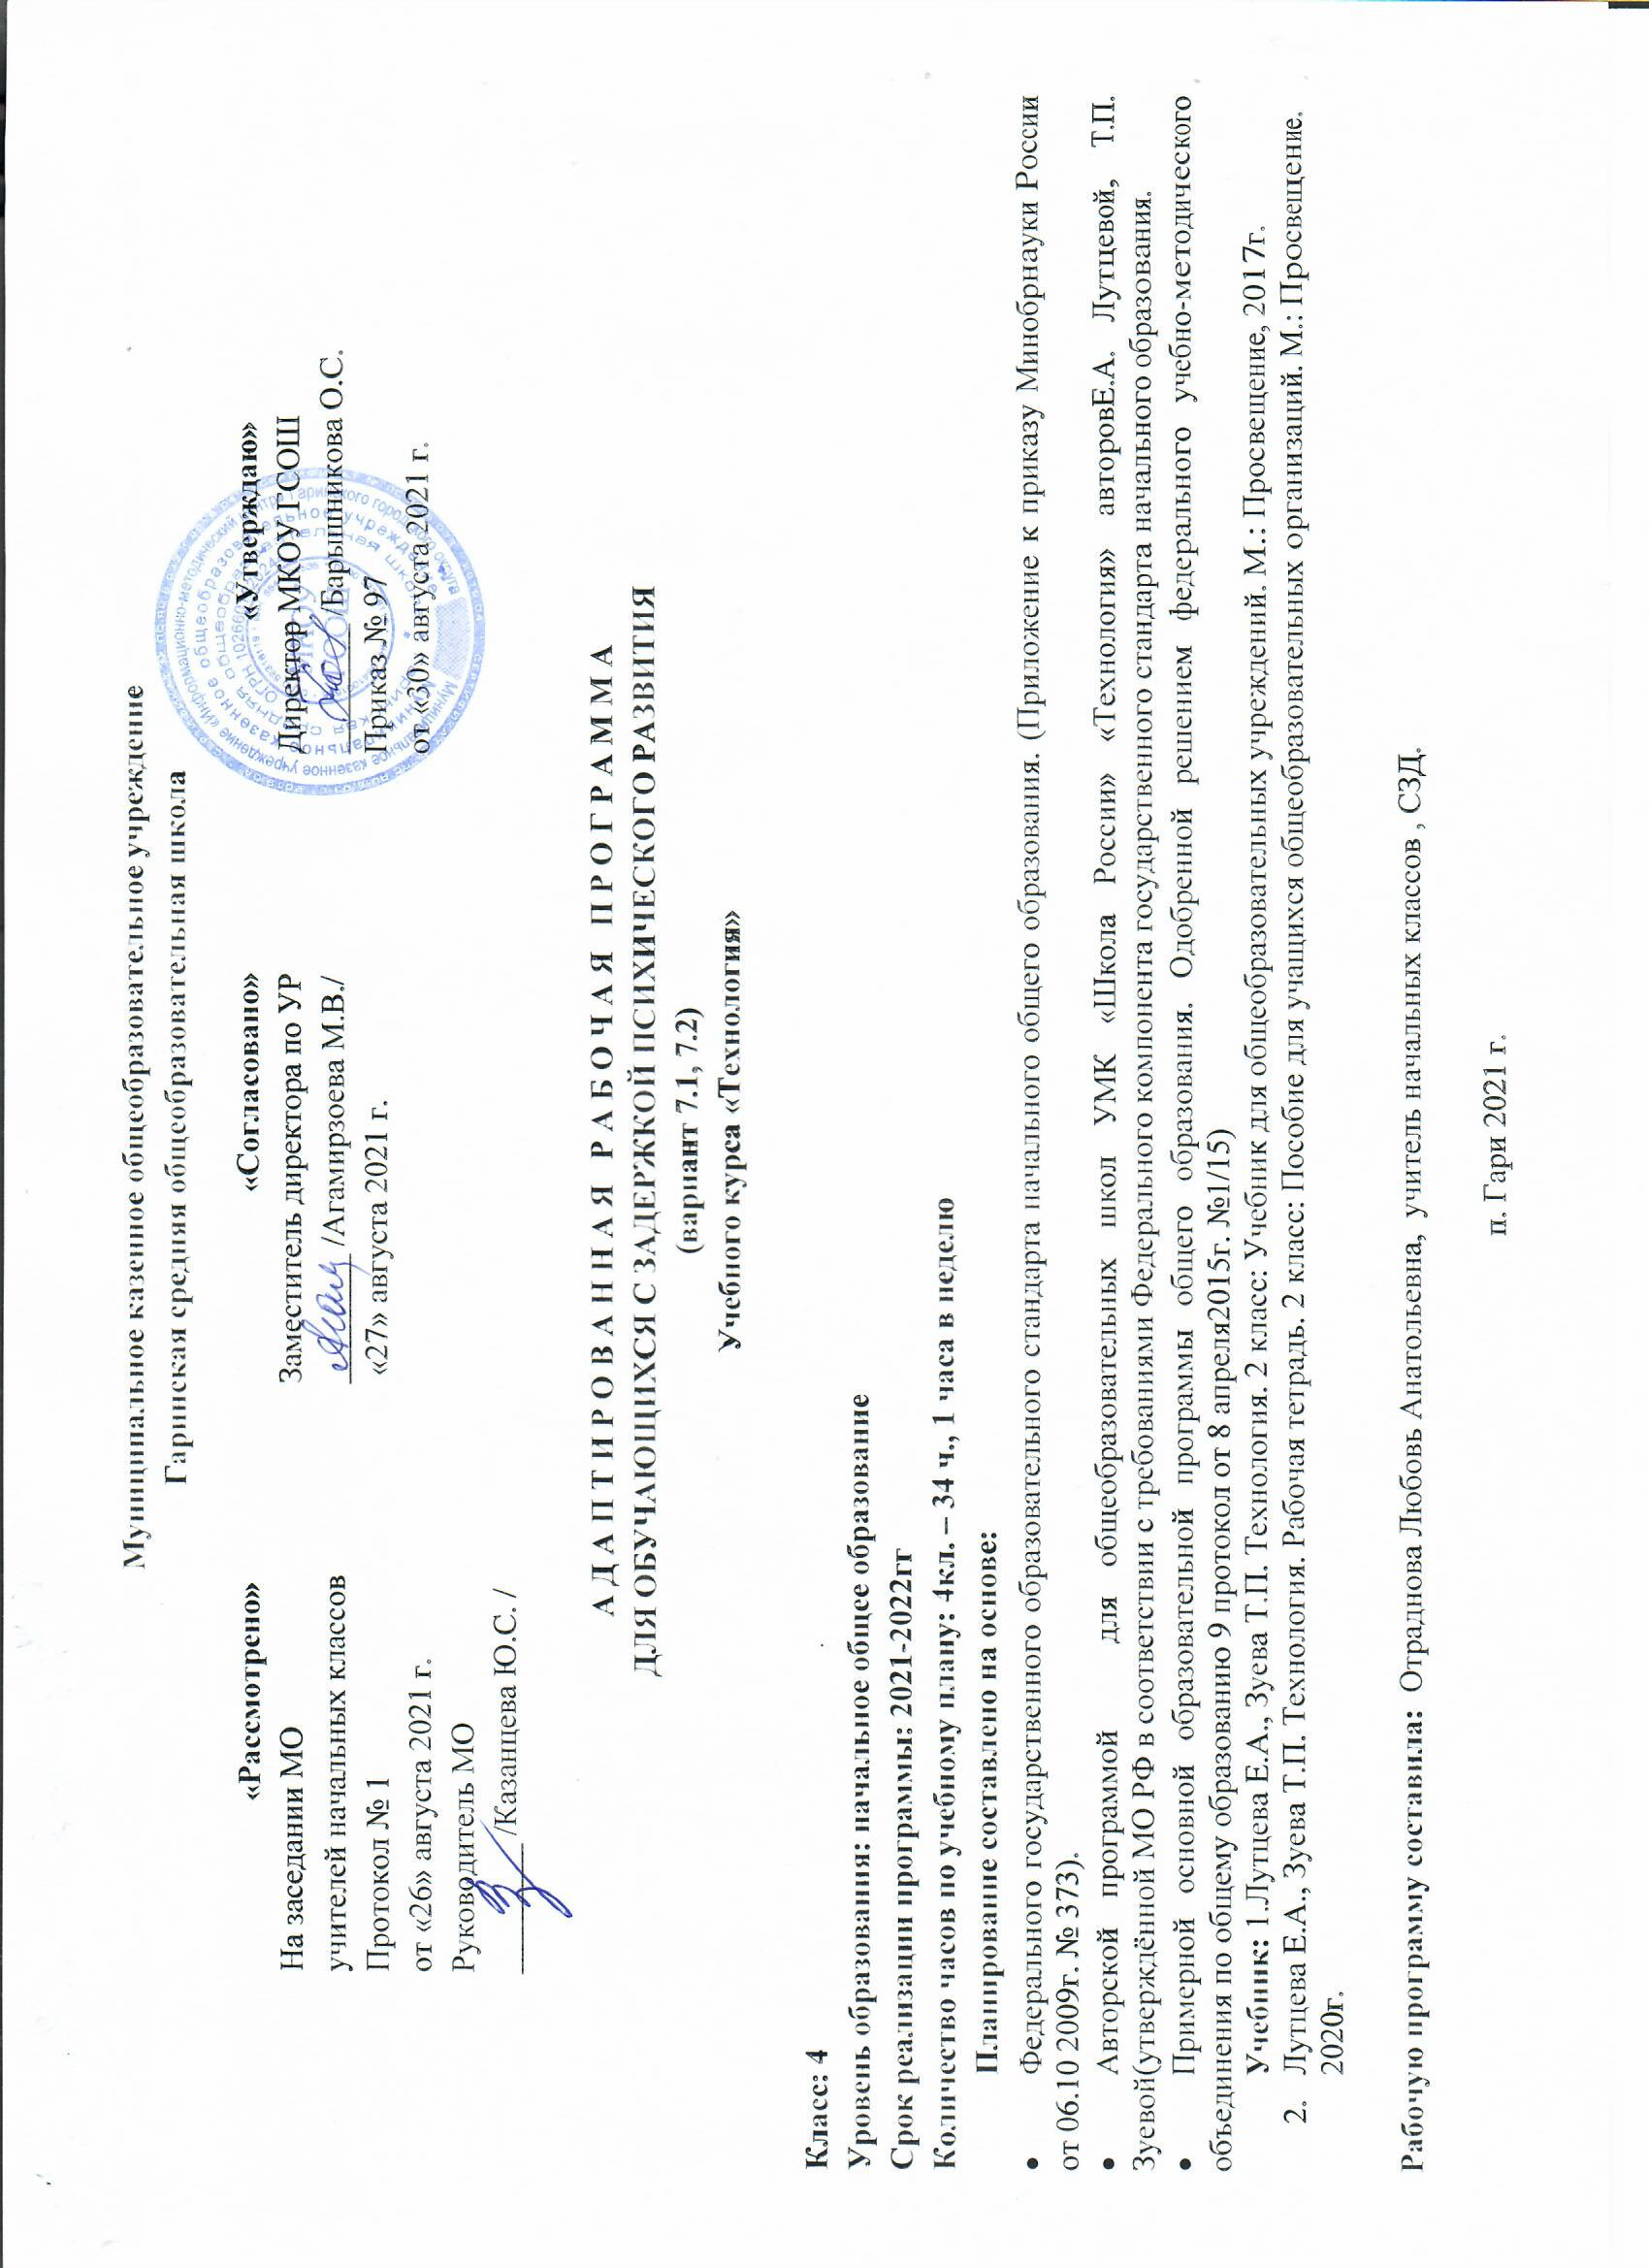 Муниципальное казенное общеобразовательное учреждение
Гаринская средняя общеобразовательная школа
«Рассмотрено»
На заседании МО
учителей начальных классов
Протокол № 1
от «26» августа 2021 г.
Руководитель МО
/Казанцева Ю.С. /
«Согласовано»
Заместитель директора по УР
/Агамирзоева М.В./
«27» августа 2021 г.
«Утверждаю»
Директор МКОУ ГСОШ
/Барышникова О.С.
Приказ № 97
от «30» августа 2021 г.
А Д А П Т И Р О В А Н Н А Я Р А Б О Ч А Я П Р О Г Р А М М А
ДЛЯ ОБУЧАЮЩИХСЯ С ЗАДЕРЖКОЙ ПСИХИЧЕСКОГО РАЗВИТИЯ
(вариант 7.1, 7.2)
Учебного курса «Технология»
Класс: 4
Уровень образования: начальное общее образование
Срок реализации программы: 2021-2022гг
Количество часов по учебному плану: 4кл. – 34 ч., 1 часа в неделю
Планирование составлено на основе:
• Федерального государственного образовательного стандарта начального общего образования. (Приложение к приказу Минобрнауки России
от 06.10 2009г. № 373).
• Авторской программой для общеобразовательных школ УМК «Школа России» «Технология» авторовЕ.А. Лутцевой, Т.П.
Зуевой(утверждённой МО РФ в соответствии с требованиями Федерального компонента государственного стандарта начального образования.
• Примерной основной образовательной программы общего образования. Одобренной решением федерального учебно-методического
объединения по общему образованию 9 протокол от 8 апреля2015г. №1/15)
Учебник: 1.Лутцева Е.А., Зуева Т.П. Технология. 2 класс: Учебник для общеобразовательных учреждений. М.: Просвещение, 2017г.
2. Лутцева Е.А., Зуева Т.П. Технология. Рабочая тетрадь. 2 класс: Пособие для учащихся общеобразовательных организаций. М.: Просвещение.
2020г.
Рабочую программу составила: Отраднова Любовь Анатольевна, учитель начальных классов , СЗД.
п. Гари 2021 г.